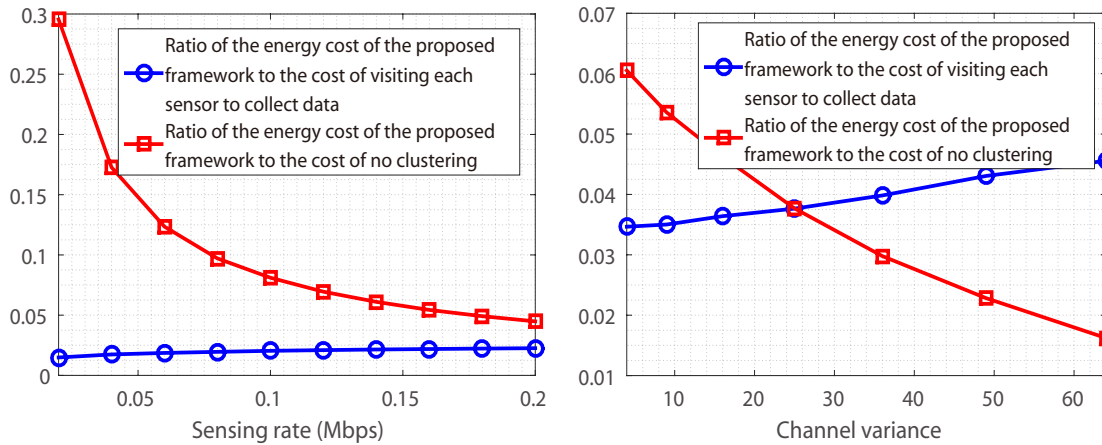 0.3
0.2
0.3
0.2
0.1
0.05
0
0.05
0.1
0.15
0.2
Sensing rate (Mbps)
Ratio of the energy cost of the proposed
framework to the cost of visiting each
sensor to collect data
Ratio of the energy cost of the proposed
framework to the cost of no clustering
0.07
0.06
0.05
0.04
0.03
0.02
0.01
10
20
30
40
50
60
Channel variance
Ratio of the energy cost of the proposed
framework to the cost of visiting each
sensor to collect data
Ratio of the energy cost of the proposed
framework to the cost of no clustering